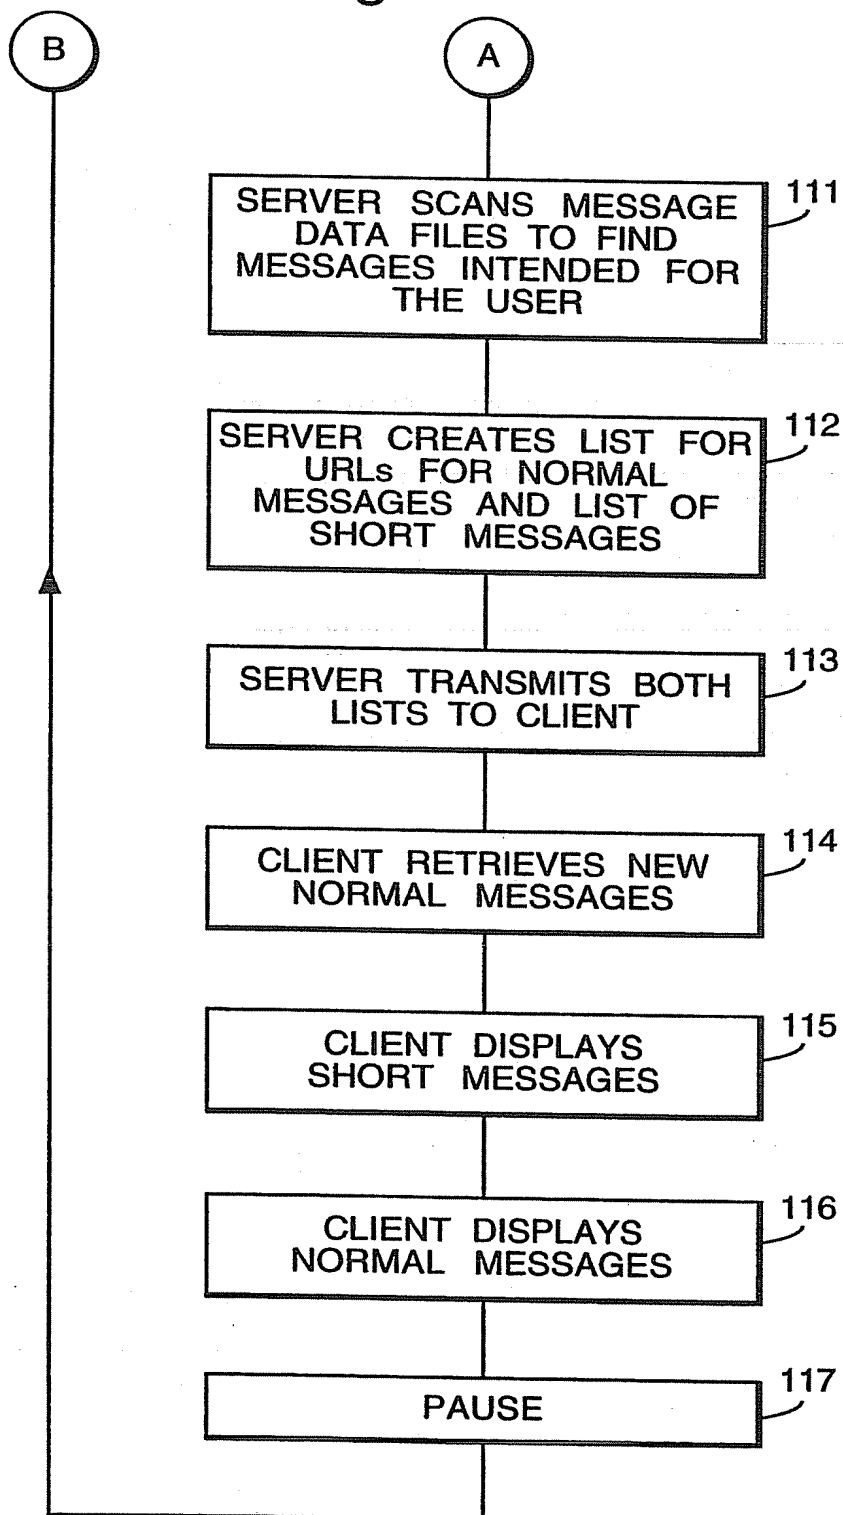 B
A
111
SERVER SCANS MESSAGE
DATA FILES TO FIND
MESSAGES INTENDED FOR
THE USER
112
SERVER CREATES LIST FOR
URLs FOR NORMAL
MESSAGES AND LIST OF
SHORT MESSAGES
113
SERVER TRANSMITS BOTH
LISTS TO CLIENT
114
CLIENT RETRIEVES NEW
NORMAL MESSAGES
115
CLIENT DISPLAYS
SHORT MESSAGES
116
CLIENT DISPLAYS
NORMAL MESSAGES
117
PAUSE